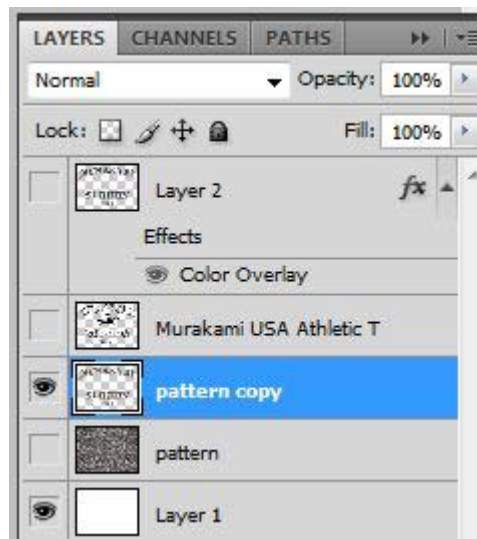 LAYERS CHANNELS PATHS
Normal Opacity: 100%
Lock: Fill: 100%
Layer 2 fx
Effects
Color Overlay
Murakami USA Athletic T
pattern copy
pattern
Layer 1